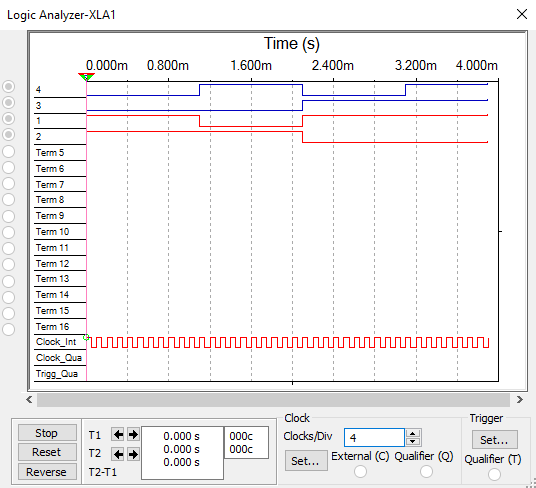 Logic Analyzer-XLA1
Time (s)
0.000m 0.800m 1.600m 2.400m 3.200m 4.000m
4
3
1
2
Term 5
Term 6
Term 7
Term 8
Term 9
Term 10
Term 11
Term 12
Term 13
Term 14
Term 15
Term 16
Clock_Int
Clock_Qua
Trigg_Qua
Stop
Reset
Reverse
T1
T2
T2-T1
0.000 s 000c
0.000 s 000c
0.000 s
Clock
Clocks/Div 4
Set...
External (C) Qualifier (Q)
Trigger
Set...
Qualifier (T)